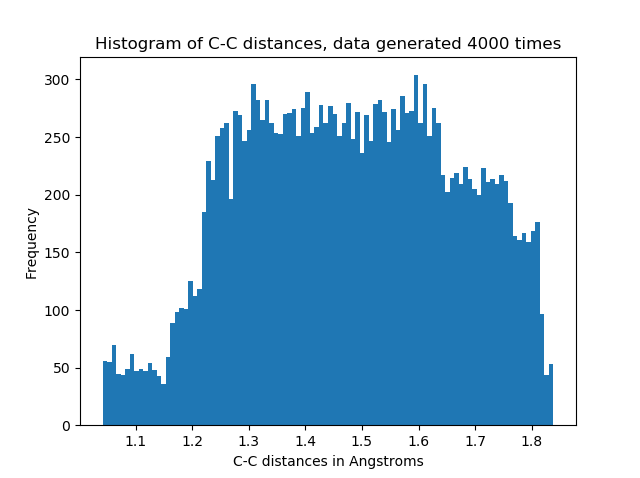 Histogram of C-C distances, data generated 4000 times
300
250
200
150
100
50
0
Frequency
1.1 1.2 1.3 1.4 1.5 1.6 1.7 1.8
C-C distances in Angstroms